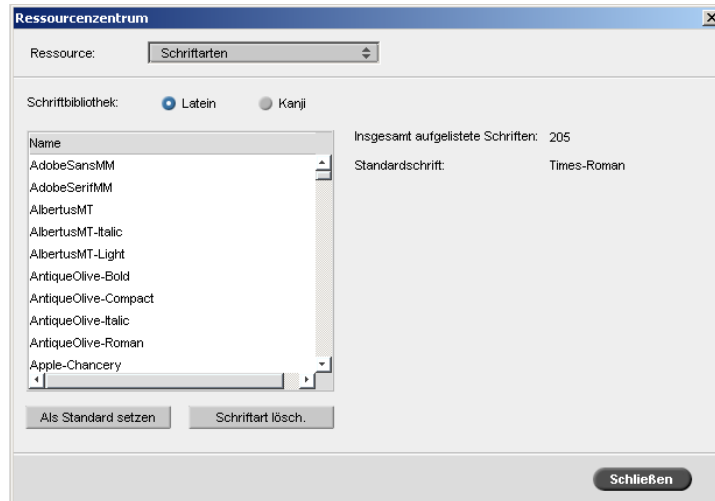 Ressourcenzentrum
Ressource: Schriftarten
Schriftbibliothek: Latein Kanji
Name
AdobeSansMM
AdobeSerifMM
AlbertusMT
AlbertusMT-Italic
AlbertusMT-Light
AntiqueOlive-Bold
AntiqueOlive-Compact
AntiqueOlive-Italic
AntiqueOlive-Roman
Apple-Chancery
Insgesamt aufgelistete Schriften: 205
Standardschrift: Times-Roman
Als Standard setzen Schriftart lösch.
Schließen